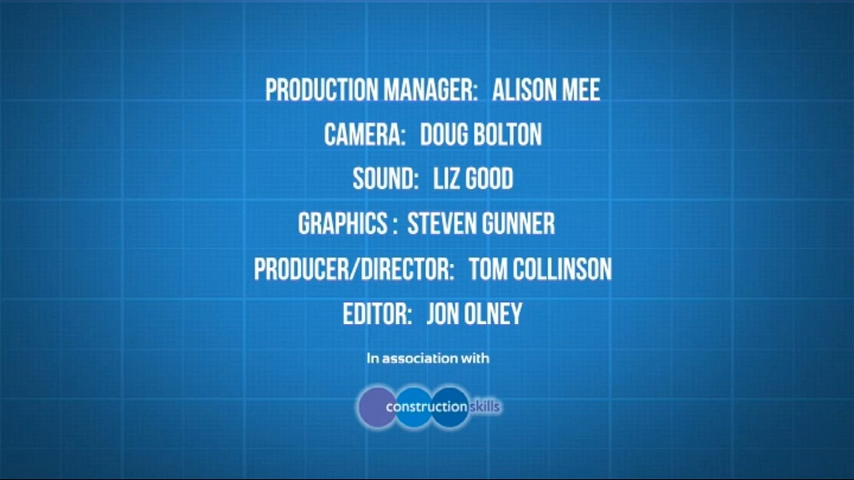 PRODUCTION MANAGER: ALISON MEE
CAMERA: DOUG BOLTON
SOUND: LIZ GOOD
GRAPHICS : STEVEN GUNNER
PRODUCER/DIRECTOR: TOM COLLINSON
EDITOR: JON OLNEY
In association with
constructionskills